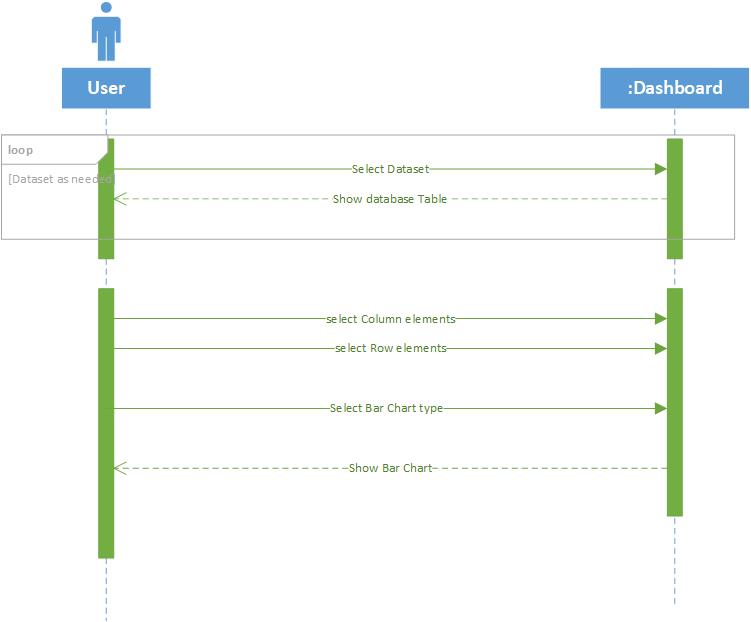 User
:Dashboard
loop
[Dataset as needed]
Select Dataset
Show database Table
select Column elements
select Row elements
Select Bar Chart type
Show Bar Chart